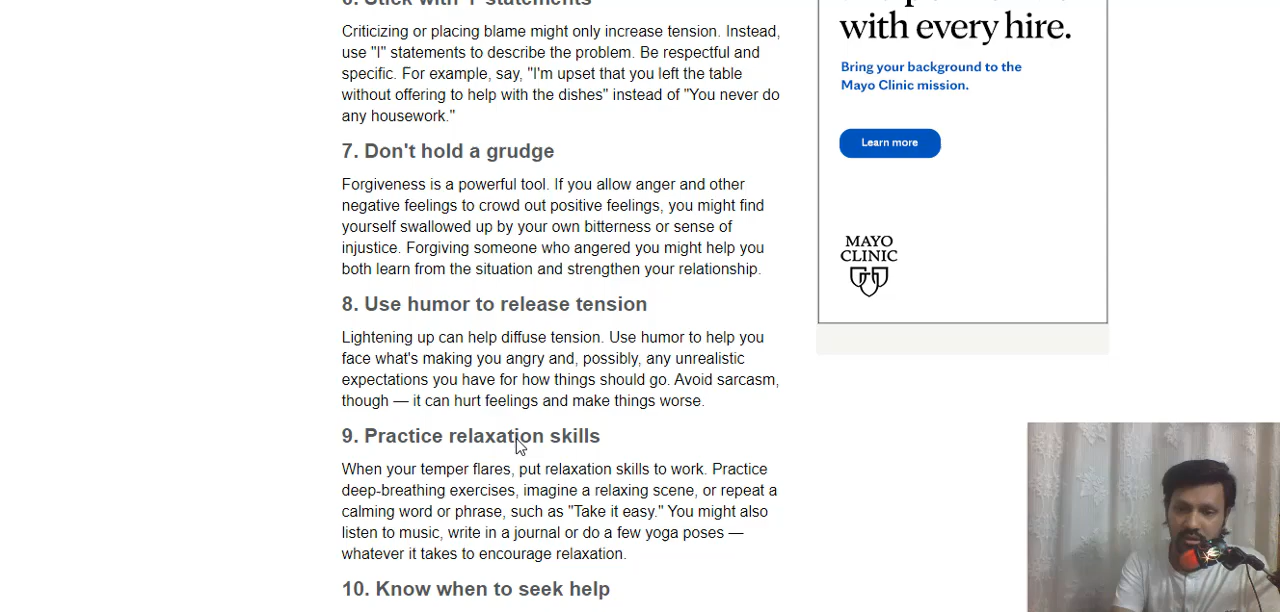 6. Stick with 'I' statements
Criticizing or placing blame might only increase tension. Instead,
use "I" statements to describe the problem. Be respectful and
specific. For example, say, "I'm upset that you left the table
without offering to help with the dishes" instead of "You never do
any housework."
7. Don't hold a grudge
Forgiveness is a powerful tool. If you allow anger and other
negative feelings to crowd out positive feelings, you might find
yourself swallowed up by your own bitterness or sense of
injustice. Forgiving someone who angered you might help you
both learn from the situation and strengthen your relationship.
8. Use humor to release tension
Lightening up can help diffuse tension. Use humor to help you
face what's making you angry and, possibly, any unrealistic
expectations you have for how things should go. Avoid sarcasm,
though — it can hurt feelings and make things worse.
9. Practice relaxation skills
When your temper flares, put relaxation skills to work. Practice
deep-breathing exercises, imagine a relaxing scene, or repeat a
calming word or phrase, such as "Take it easy." You might also
listen to music, write in a journal or do a few yoga poses —
whatever it takes to encourage relaxation.
10. Know when to seek help
with every hire.
Bring your background to the
Mayo Clinic mission.
Learn more
MAYO
CLINIC